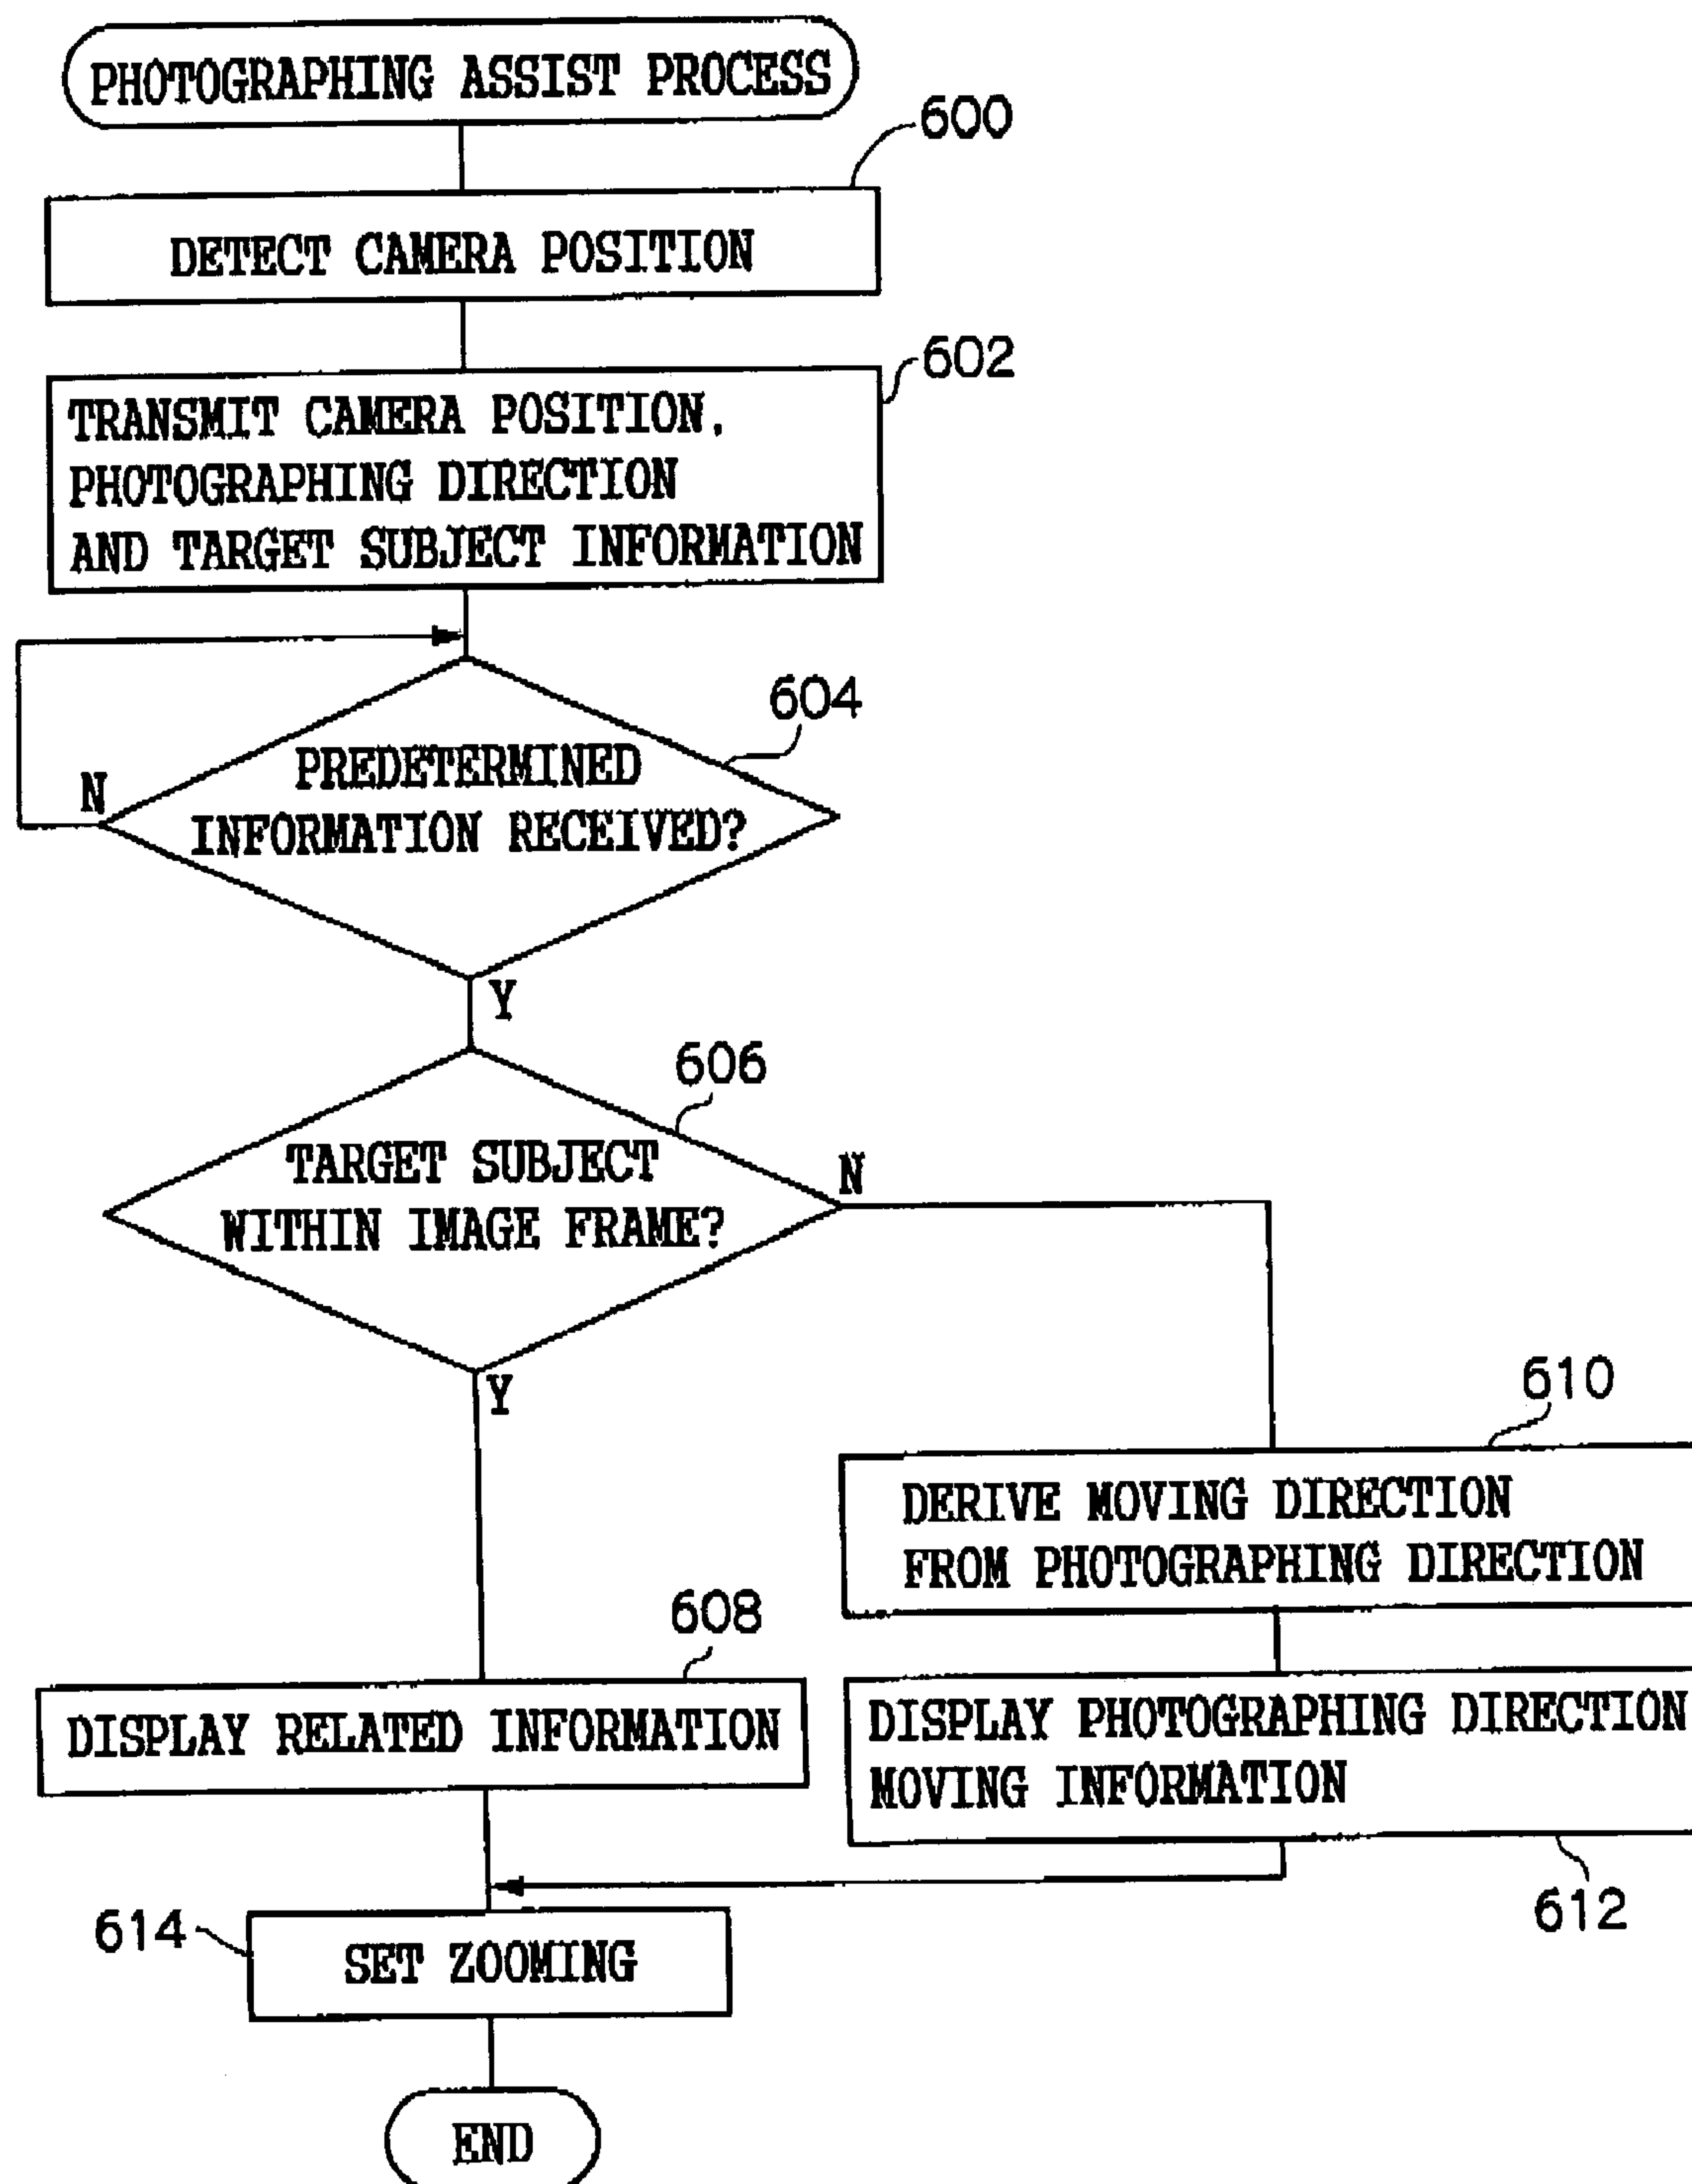 PHOTOGRAPHING ASSIST PROCESS
600
DETECT CAMERA POSITION
602
TRANSMIT CAMERA POSITION,
PHOTOGRAPHING DIRECTION
AND TARGET SUBJECT INFORMATION
604
PREDETERMINED
INFORMATION RECEIVED?
N
Y
606
TARGET SUBJECT
WITHIN IMAGE FRAME?
N
Y
610
DERIVE MOVING DIRECTION
FROM PHOTOGRAPHING DIRECTION
608
DISPLAY RELATED INFORMATION
DISPLAY PHOTOGRAPHING DIRECTION
MOVING INFORMATION
612
614
SET ZOOMING
END